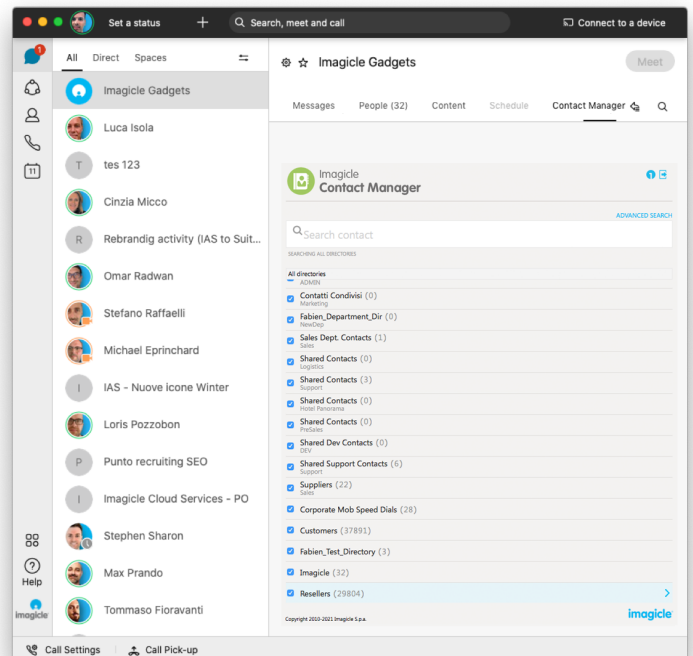 Set a status
Search, meet and call
Connect to a device
1
All Direct Spaces
Imagicle Gadgets
Luca Isola
T tes 123
Cinzia Micco
R Rebrandig activity (IAS to Suit...
Omar Radwan
Stefano Raffaelli
Michael Eprinchard
I IAS - Nuove icone Winter
Loris Pozzobon
P Punto recruiting SEO
I Imagicle Cloud Services - PO
Stephen Sharon
Max Prando
Tommaso Fioravanti
11
Help
imagicle
Call Settings
Call Pick-up
Imagicle Gadgets
Meet
Messages People (32) Content Schedule Contact Manager
Imagicle
Contact Manager
ADVANCED SEARCH
Search contact
SEARCHING ALL DIRECTORIES
All directories
ADMIN
Contatti Condivisi (0)
Marketing
Fabien_Department_Dir (0)
NewDep
Sales Dept. Contacts (1)
Sales
Shared Contacts (0)
Logistics
Shared Contacts (3)
Support
Shared Contacts (0)
Hotel Panorama
Shared Contacts (0)
PreSales
Shared Dev Contacts (0)
DEV
Shared Support Contacts (6)
Support
Suppliers (22)
Sales
Corporate Mob Speed Dials (28)
Customers (37891)
Fabien_Test_Directory (3)
Imagicle (32)
Resellers (29804)
Copyright 2010-2021 Imagicle S.p.a.
imagicle